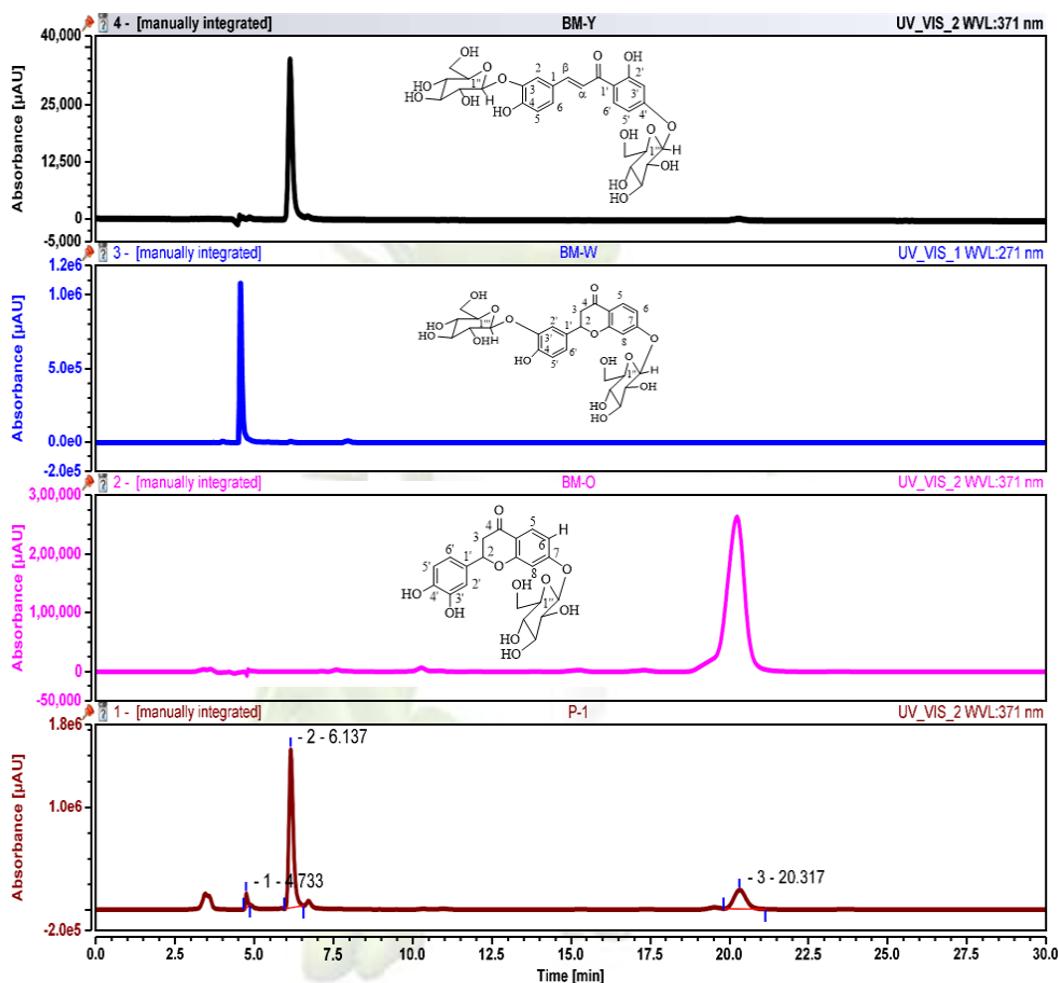 4 - [manually integrated] BM-Y UV_VIS_2 WVL:371 nm
Absorbance [µAU]
40,000
25,000
12,500
0
-5,000
OH
HO
HO
OH
O
1"
H
O
3
2
1
4
HO
5
6
β
α
O
OH
1'
2'
3'
4'
5'
6'
O
OH
O
1'''
H
OH
HO
HO
3 - [manually integrated] BM-W UV_VIS_1 WVL:271 nm
Absorbance [µAU]
1.2e6
1.0e6
5.0e5
0.0e0
-2.0e5
OH
HO
HO
OH
O
1'''
H
O
3'
2'
1'
4
HO
5'
6'
O
4
3
2
O
5
6
7
8
O
OH
O
1"
H
OH
HO
HO
2 - [manually integrated] BM-O UV_VIS_2 WVL:371 nm
Absorbance [µAU]
3,00,000
2,00,000
1,00,000
0
-50,000
O
4
3
2
O
5
6
H
7
8
6'
5'
1'
2'
HO
4'
3'
OH
O
OH
O
1"
OH
HO
HO
1 - [manually integrated] P-1 UV_VIS_2 WVL:371 nm
Absorbance [µAU]
1.8e6
1.0e6
-2.0e5
- 1 - 4.733
- 2 - 6.137
- 3 - 20.317
0.0 2.5 5.0 7.5 10.0 12.5 15.0 17.5 20.0 22.5 25.0 27.5 30.0
Time [min]